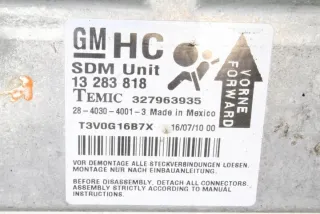 GM HC
SDM Unit
13 283 818
TEMIC 327963935
28-4030-4001-3 Made in Mexico
T3V0G16B7X 16/07/10 00
VORNE
FORWARD
VOR DEMONTAGE ALLE STECKVERBINDUNGEN LOESEN.
MONTAGE NUR NACH EINBAUANLEITUNG.
BEFORE DISASSEMBLY, DETACH ALL CONNECTORS.
ASSEMBLY STRICTLY ACCORDING TO MANUAL
INSTRUCTIONS